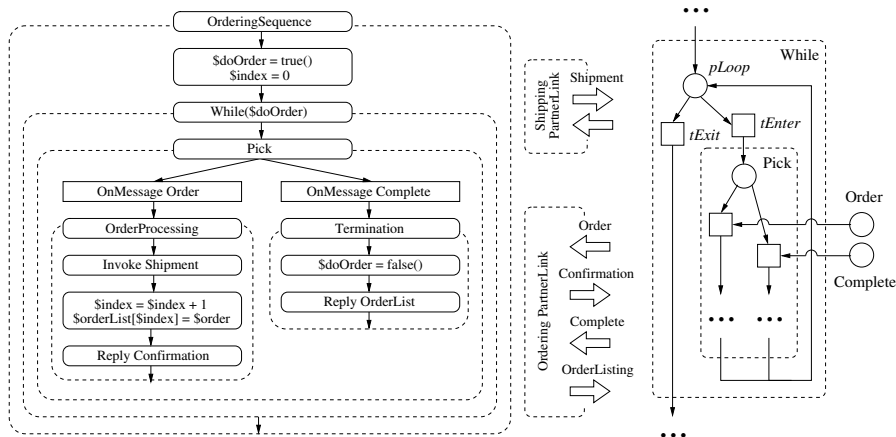 OrderingSequence
$doOrder = true()
$index = 0
While($doOrder)
Pick
OnMessage Order
OnMessage Complete
OrderProcessing
Termination
Invoke Shipment
$doOrder = false()
$index = $index + 1
$orderList[$index] = $order
Reply OrderList
Reply Confirmation
Shipping
PartnerLink
Shipment
Ordering PartnerLink
Order
Confirmation
Complete
OrderListing
While
pLoop
tExit
tEnter
Pick
Order
Complete